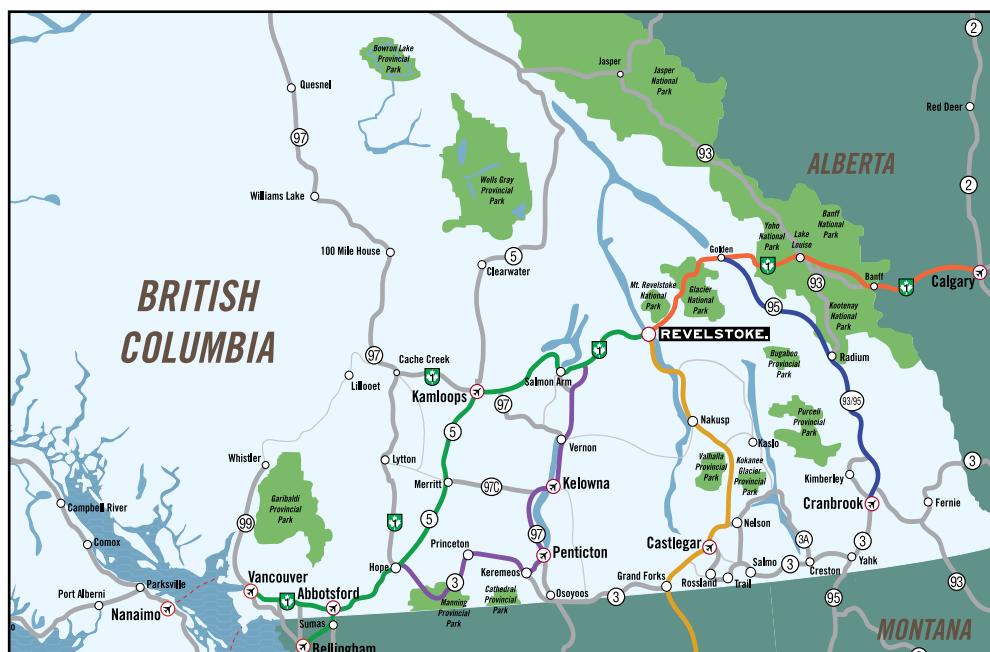 2
Bowron Lake
Provincial
Park
Jasper
Jasper
National
Park
Quesnel
Red Deer
97
93
ALBERTA
Wells Gray
Provincial
Park
2
Williams Lake
Banff
National
Park
Yoho
National
Park
Lake
Louise
100 Mile House
5
Golden
Clearwater
1
Banff
Calgary
93
1
Mt. Revelstoke
National
Park
Glacier
National
Park
BRITISH
COLUMBIA
95
Kootenay
National
Park
REVELSTOKE.
97
Cache Creek
1
1
Radium
Lillooet
Salmon Arm
Bugaboo
Provincial
Park
Kamloops
97
93/95
Nakusp
Purcell
Provincial
Park
5
Vernon
Kaslo
Whistler
Lytton
Valhalla
Provincial
Park
Kokanee
Glacier
Provincial
Park
3
Merritt
97C
Kelowna
Kimberley
Garibaldi
Provincial
Park
Cranbrook
Fernie
Campbell River
99
1
5
97
Nelson
Comox
Princeton
Penticton
Castlegar
3A
3
Hope
Keremeos
Salmo
3
Yahk
Parksville
Vancouver
3
Cathedral
Provincial
Park
Grand Forks
Rossland
Trail
Creston
93
Port Alberni
1
Abbotsford
Manning
Provincial
Park
Osoyoos
3
95
Nanaimo
Sumas
MONTANA
Bellingham